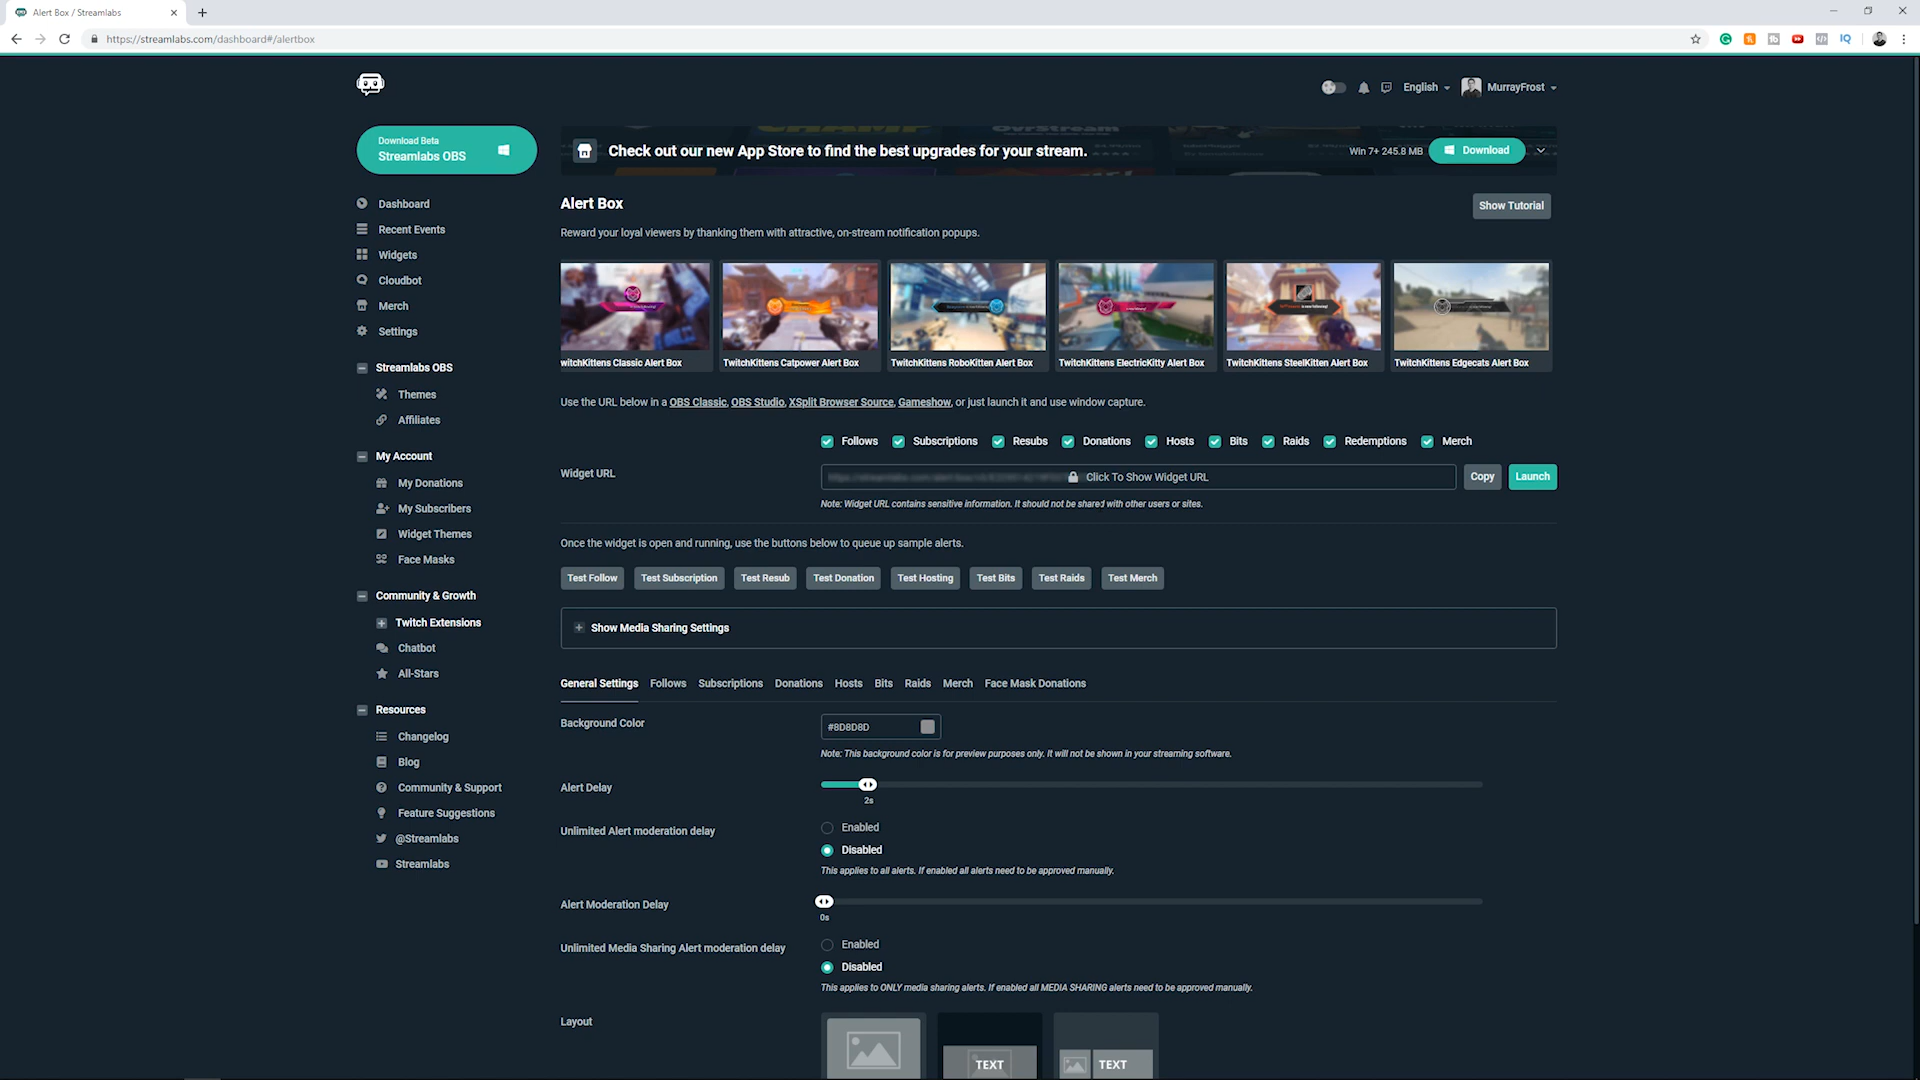 Alert Box / Streamlabs
https://streamlabs.com/dashboard#/alertbox
English
MurrayFrost
Download Beta
Streamlabs OBS
Check out our new App Store to find the best upgrades for your stream.
Win 7+ 245.8 MB
Download
Dashboard
Recent Events
Widgets
Cloudbot
Merch
Settings
Streamlabs OBS
Themes
Affiliates
My Account
My Donations
My Subscribers
Widget Themes
Face Masks
Community & Growth
Twitch Extensions
Chatbot
All-Stars
Resources
Changelog
Blog
Community & Support
Feature Suggestions
@Streamlabs
Streamlabs
Alert Box
Show Tutorial
Reward your loyal viewers by thanking them with attractive, on-stream notification popups.
witchKittens Classic Alert Box
TwitchKittens Catpower Alert Box
TwitchKittens RoboKitten Alert Box
TwitchKittens ElectricKitty Alert Box
TwitchKittens SteelKitten Alert Box
TwitchKittens Edgecats Alert Box
Use the URL below in a OBS Classic, OBS Studio, XSplit Browser Source, Gameshow, or just launch it and use window capture.
Follows Subscriptions Resubs Donations Hosts Bits Raids Redemptions Merch
Widget URL
Click To Show Widget URL
Copy
Launch
Note: Widget URL contains sensitive information. It should not be shared with other users or sites.
Once the widget is open and running, use the buttons below to queue up sample alerts.
Test Follow Test Subscription Test Resub Test Donation Test Hosting Test Bits Test Raids Test Merch
Show Media Sharing Settings
General Settings Follows Subscriptions Donations Hosts Bits Raids Merch Face Mask Donations
Background Color
#8D8D8D
Note: This background color is for preview purposes only. It will not be shown in your streaming software.
Alert Delay
2s
Unlimited Alert moderation delay
Enabled
Disabled
This applies to all alerts. If enabled all alerts need to be approved manually.
Alert Moderation Delay
0s
Unlimited Media Sharing Alert moderation delay
Enabled
Disabled
This applies to ONLY media sharing alerts. If enabled all MEDIA SHARING alerts need to be approved manually.
Layout
TEXT
TEXT